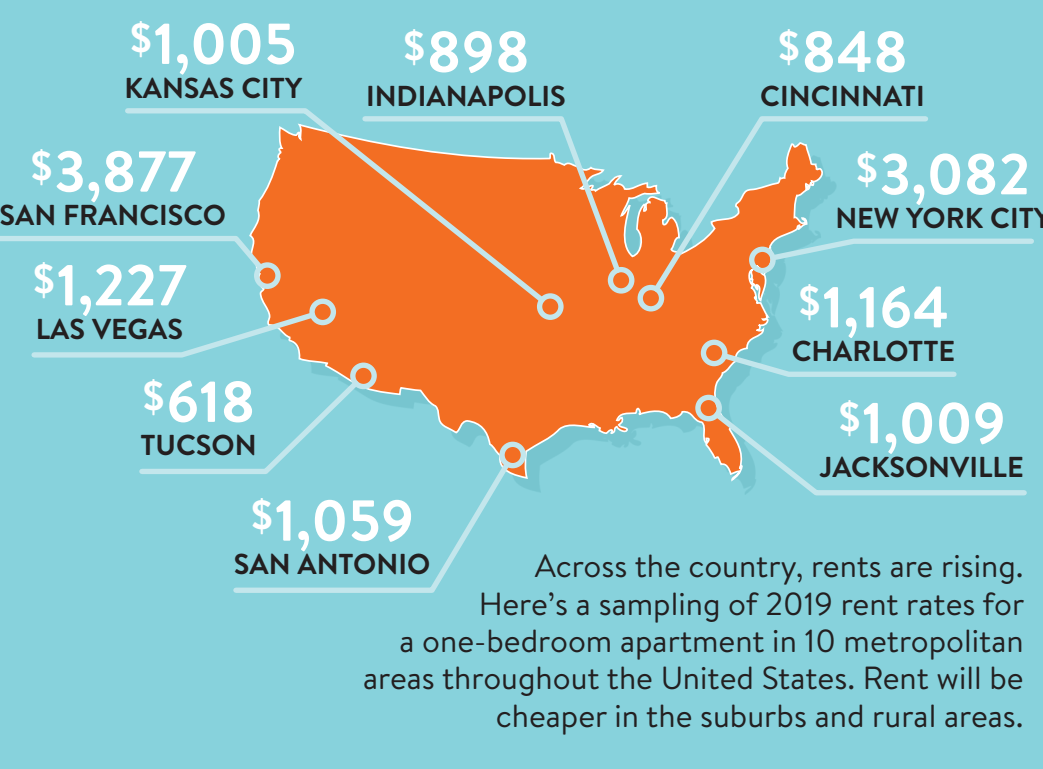 $1,005
KANSAS CITY
$898
INDIANAPOLIS
$848
CINCINNATI
$3,877
SAN FRANCISCO
$3,082
NEW YORK CITY
$1,227
LAS VEGAS
$1,164
CHARLOTTE
$618
TUCSON
$1,009
JACKSONVILLE
$1,059
SAN ANTONIO
Across the country, rents are rising.
Here’s a sampling of 2019 rent rates for
a one-bedroom apartment in 10 metropolitan
areas throughout the United States. Rent will be
cheaper in the suburbs and rural areas.